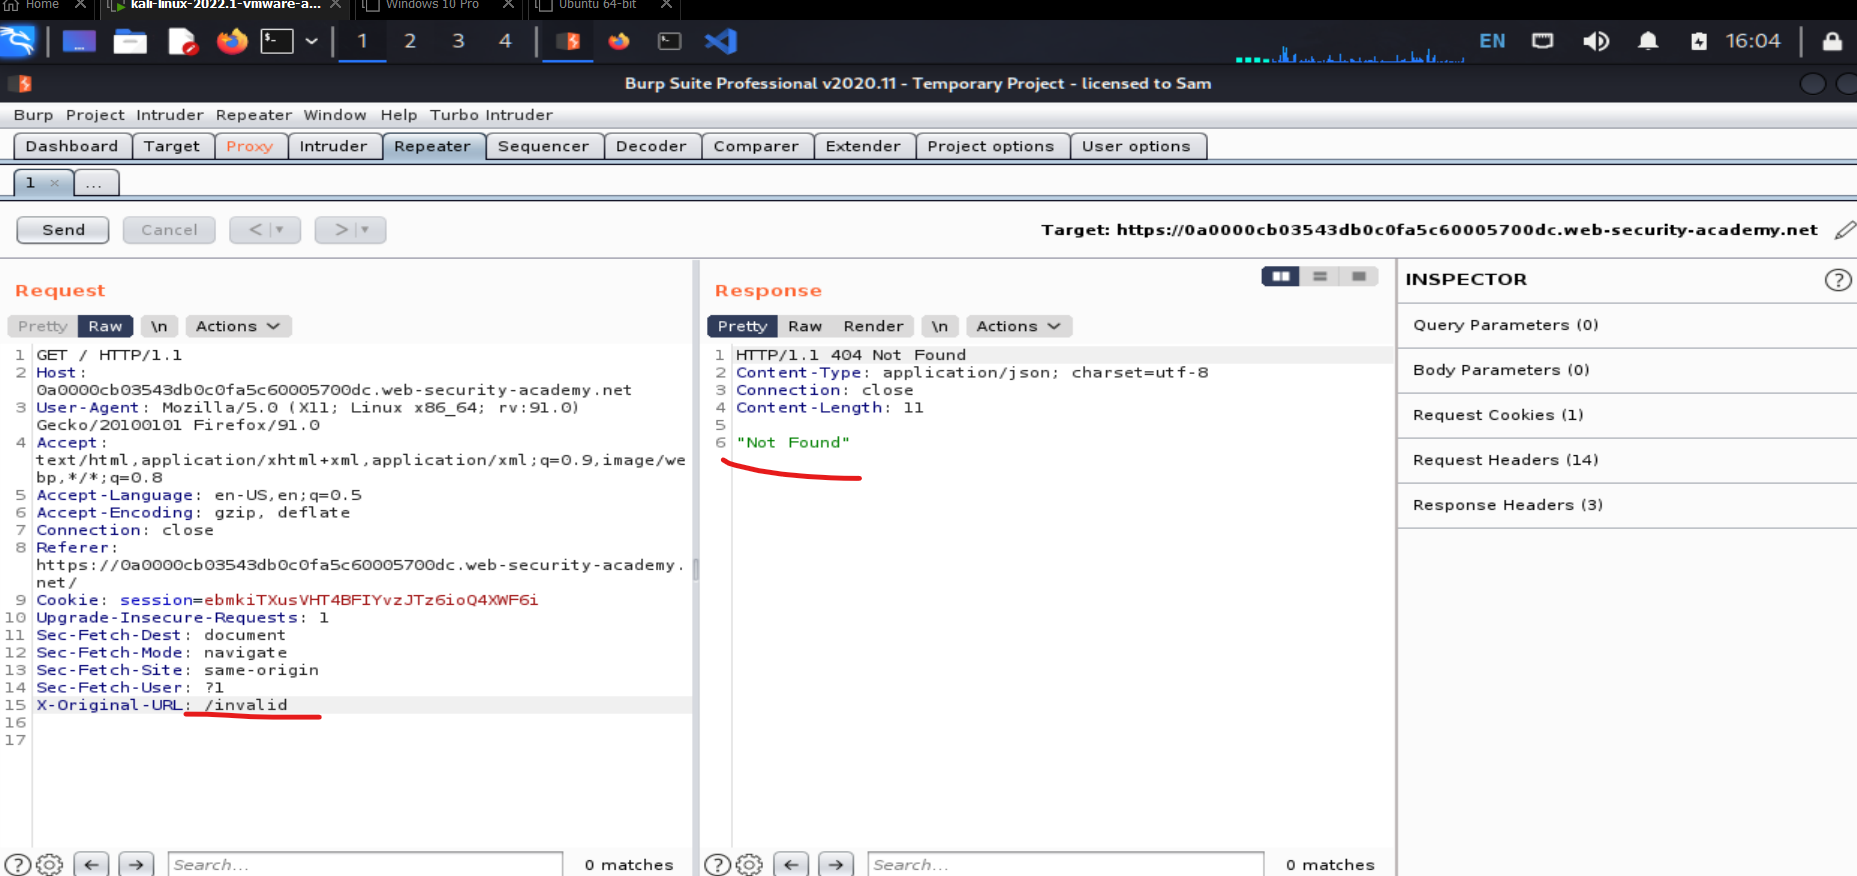 Home
kali-linux-2022.1-vmware-a...
Windows 10 Pro
Ubuntu 64-bit
1 2 3 4
EN
16:04
Burp Suite Professional v2020.11 - Temporary Project - licensed to Sam
Burp Project Intruder Repeater Window Help Turbo Intruder
Dashboard Target Proxy Intruder Repeater Sequencer Decoder Comparer Extender Project options User options
1 × ...
Send Cancel < ▾ > ▾
Target: https://0a0000cb03543db0c0fa5c60005700dc.web-security-academy.net
Request
Pretty Raw \n Actions
1 GET / HTTP/1.1
2 Host:
0a0000cb03543db0c0fa5c60005700dc.web-security-academy.net
3 User-Agent: Mozilla/5.0 (X11; Linux x86_64; rv:91.0)
Gecko/20100101 Firefox/91.0
4 Accept:
text/html,application/xhtml+xml,application/xml;q=0.9,image/we
bp,*/*;q=0.8
5 Accept-Language: en-US,en;q=0.5
6 Accept-Encoding: gzip, deflate
7 Connection: close
8 Referer:
https://0a0000cb03543db0c0fa5c60005700dc.web-security-academy.
net/
9 Cookie: session=ebmkiTXusVHT4BFIYvzJTz6ioQ4XWF6i
10 Upgrade-Insecure-Requests: 1
11 Sec-Fetch-Dest: document
12 Sec-Fetch-Mode: navigate
13 Sec-Fetch-Site: same-origin
14 Sec-Fetch-User: ?1
15 X-Original-URL: /invalid
16
17
Search...
0 matches
Response
Pretty Raw Render \n Actions
1 HTTP/1.1 404 Not Found
2 Content-Type: application/json; charset=utf-8
3 Connection: close
4 Content-Length: 11
5
6 "Not Found"
Search...
0 matches
INSPECTOR
Query Parameters (0)
Body Parameters (0)
Request Cookies (1)
Request Headers (14)
Response Headers (3)